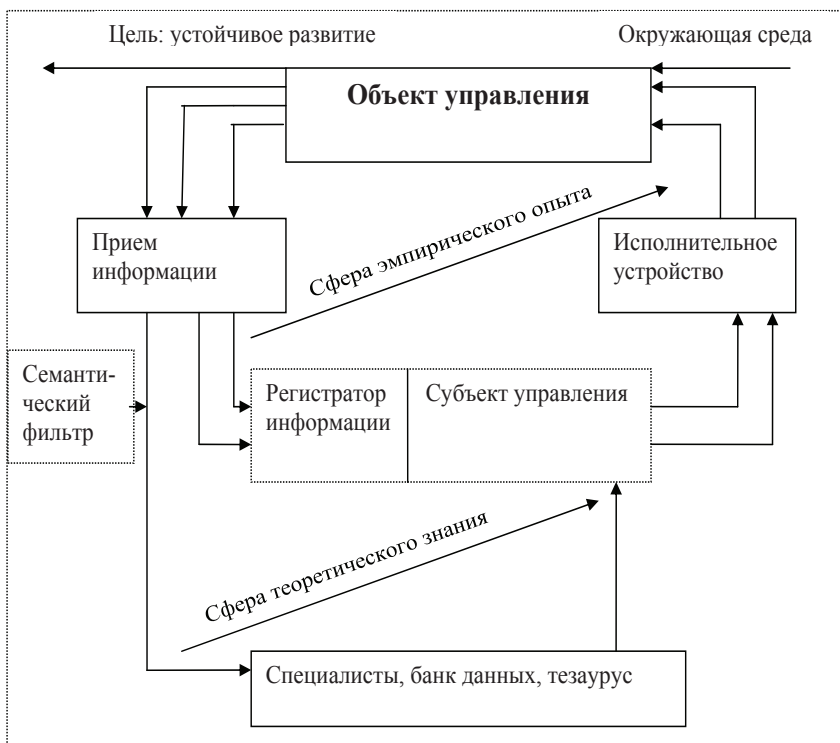 Цель: устойчивое развитие
Окружающая среда
Объект управления
Прием
информации
Сфера эмпирического опыта
Исполнительное
устройство
Семанти-
ческий
фильтр
Регистратор
информации
Субъект управления
Сфера теоретического знания
Специалисты, банк данных, тезаурус